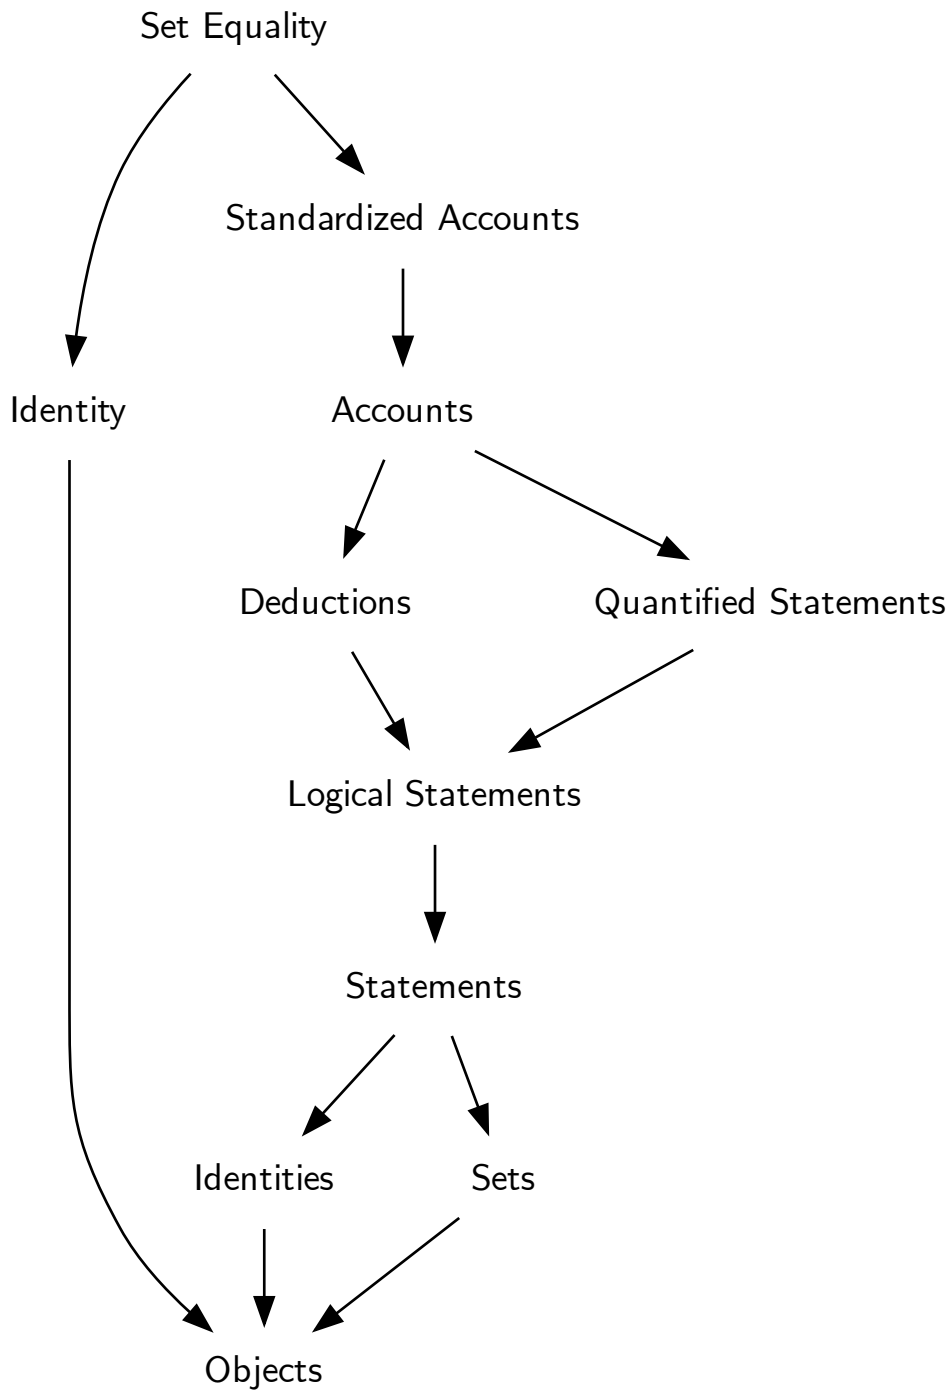 Set Equality
Standardized Accounts
Identity
Accounts
Deductions
Quantified Statements
Logical Statements
Statements
Identities
Sets
Objects